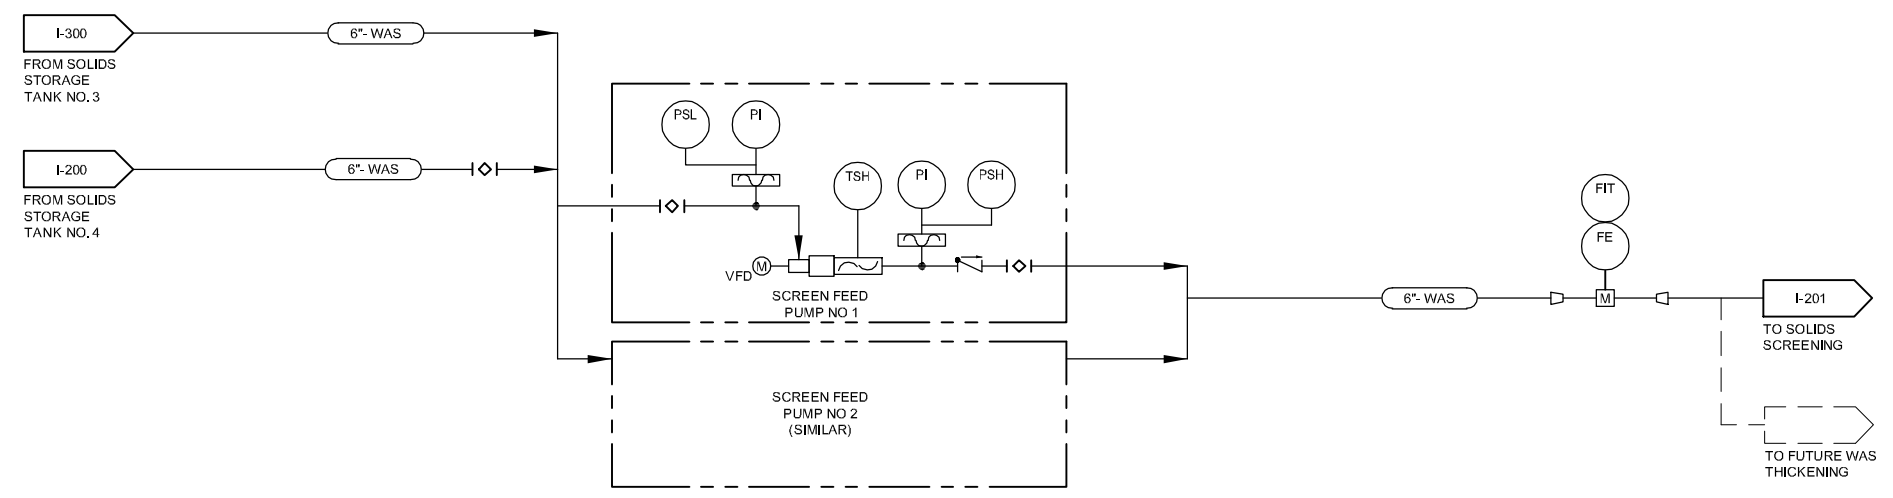 I-300
6"- WAS
FROM SOLIDS
STORAGE
TANK NO. 3
I-200
6"- WAS
FROM SOLIDS
STORAGE
TANK NO. 4
PSL
PI
TSH
PI
PSH
VFD
M
SCREEN FEED
PUMP NO 1
SCREEN FEED
PUMP NO 2
(SIMILAR)
6"- WAS
FIT
FE
M
I-201
TO SOLIDS
SCREENING
TO FUTURE WAS
THICKENING